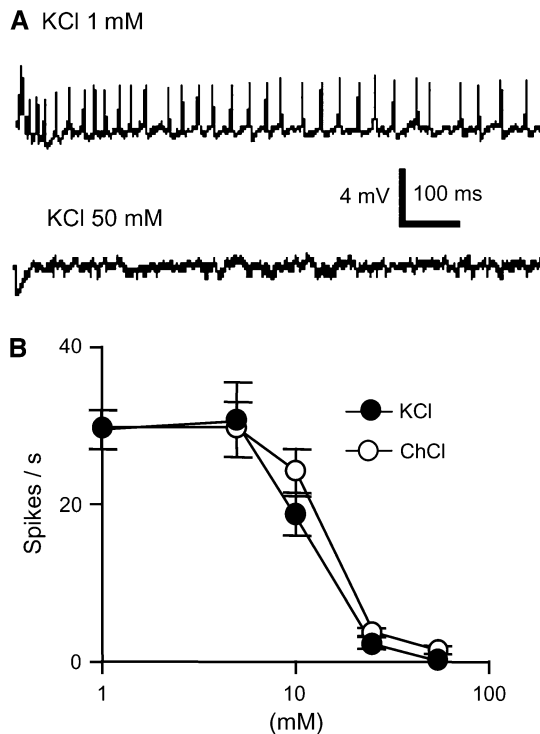 A KCl 1 mM
4 mV 100 ms
KCl 50 mM
B
40
KCl
ChCl
20
Spikes / s
0
1 10 100
(mM)